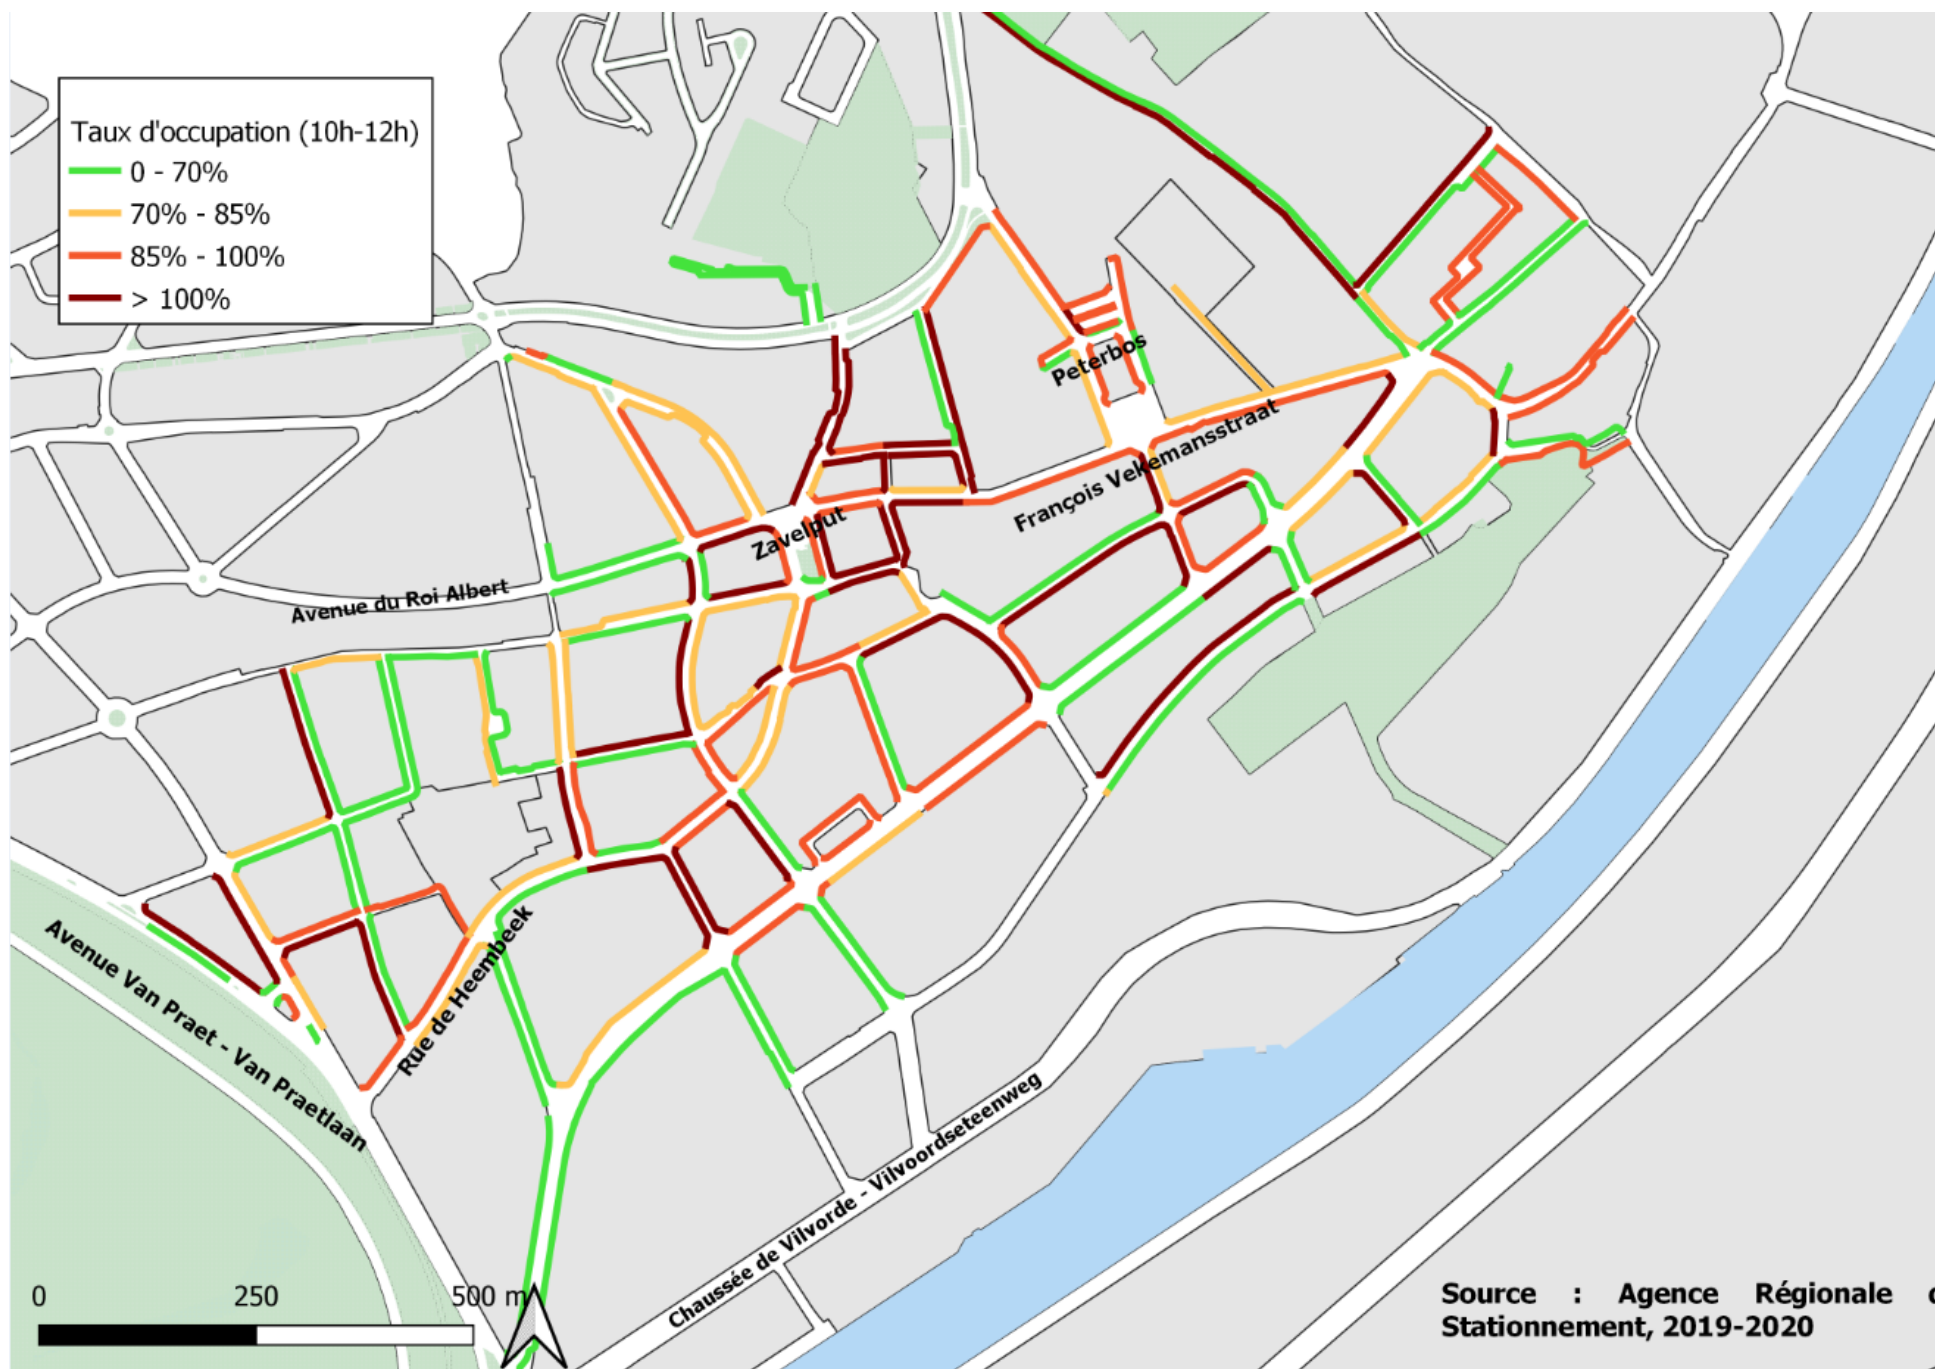 Taux d'occupation (10h-12h)
0 - 70%
70% - 85%
85% - 100%
> 100%
Peterbos
François Vekemansstraat
Zavelput
Avenue du Roi Albert
Rue de Heembeek
Avenue Van Praet - Van Praetlaan
Chaussée de Vilvorde - Vilvoordseteenweg
0 250 500 m
Source : Agence Régionale
Stationnement, 2019-2020